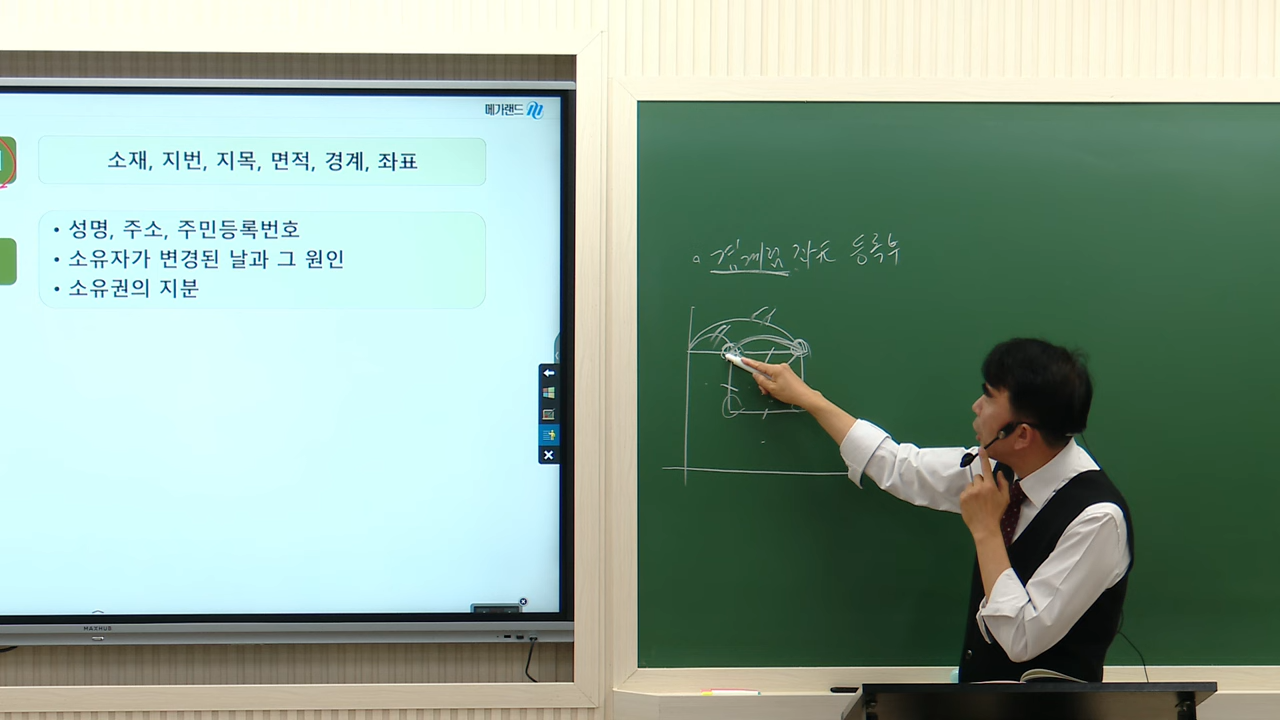 메가랜드
소재, 지번, 지목, 면적, 경계, 좌표
• 성명, 주소, 주민등록번호
• 소유자가 변경된 날과 그 원인
• 소유권의 지분
경계점 좌표 등록부
MAXHUB